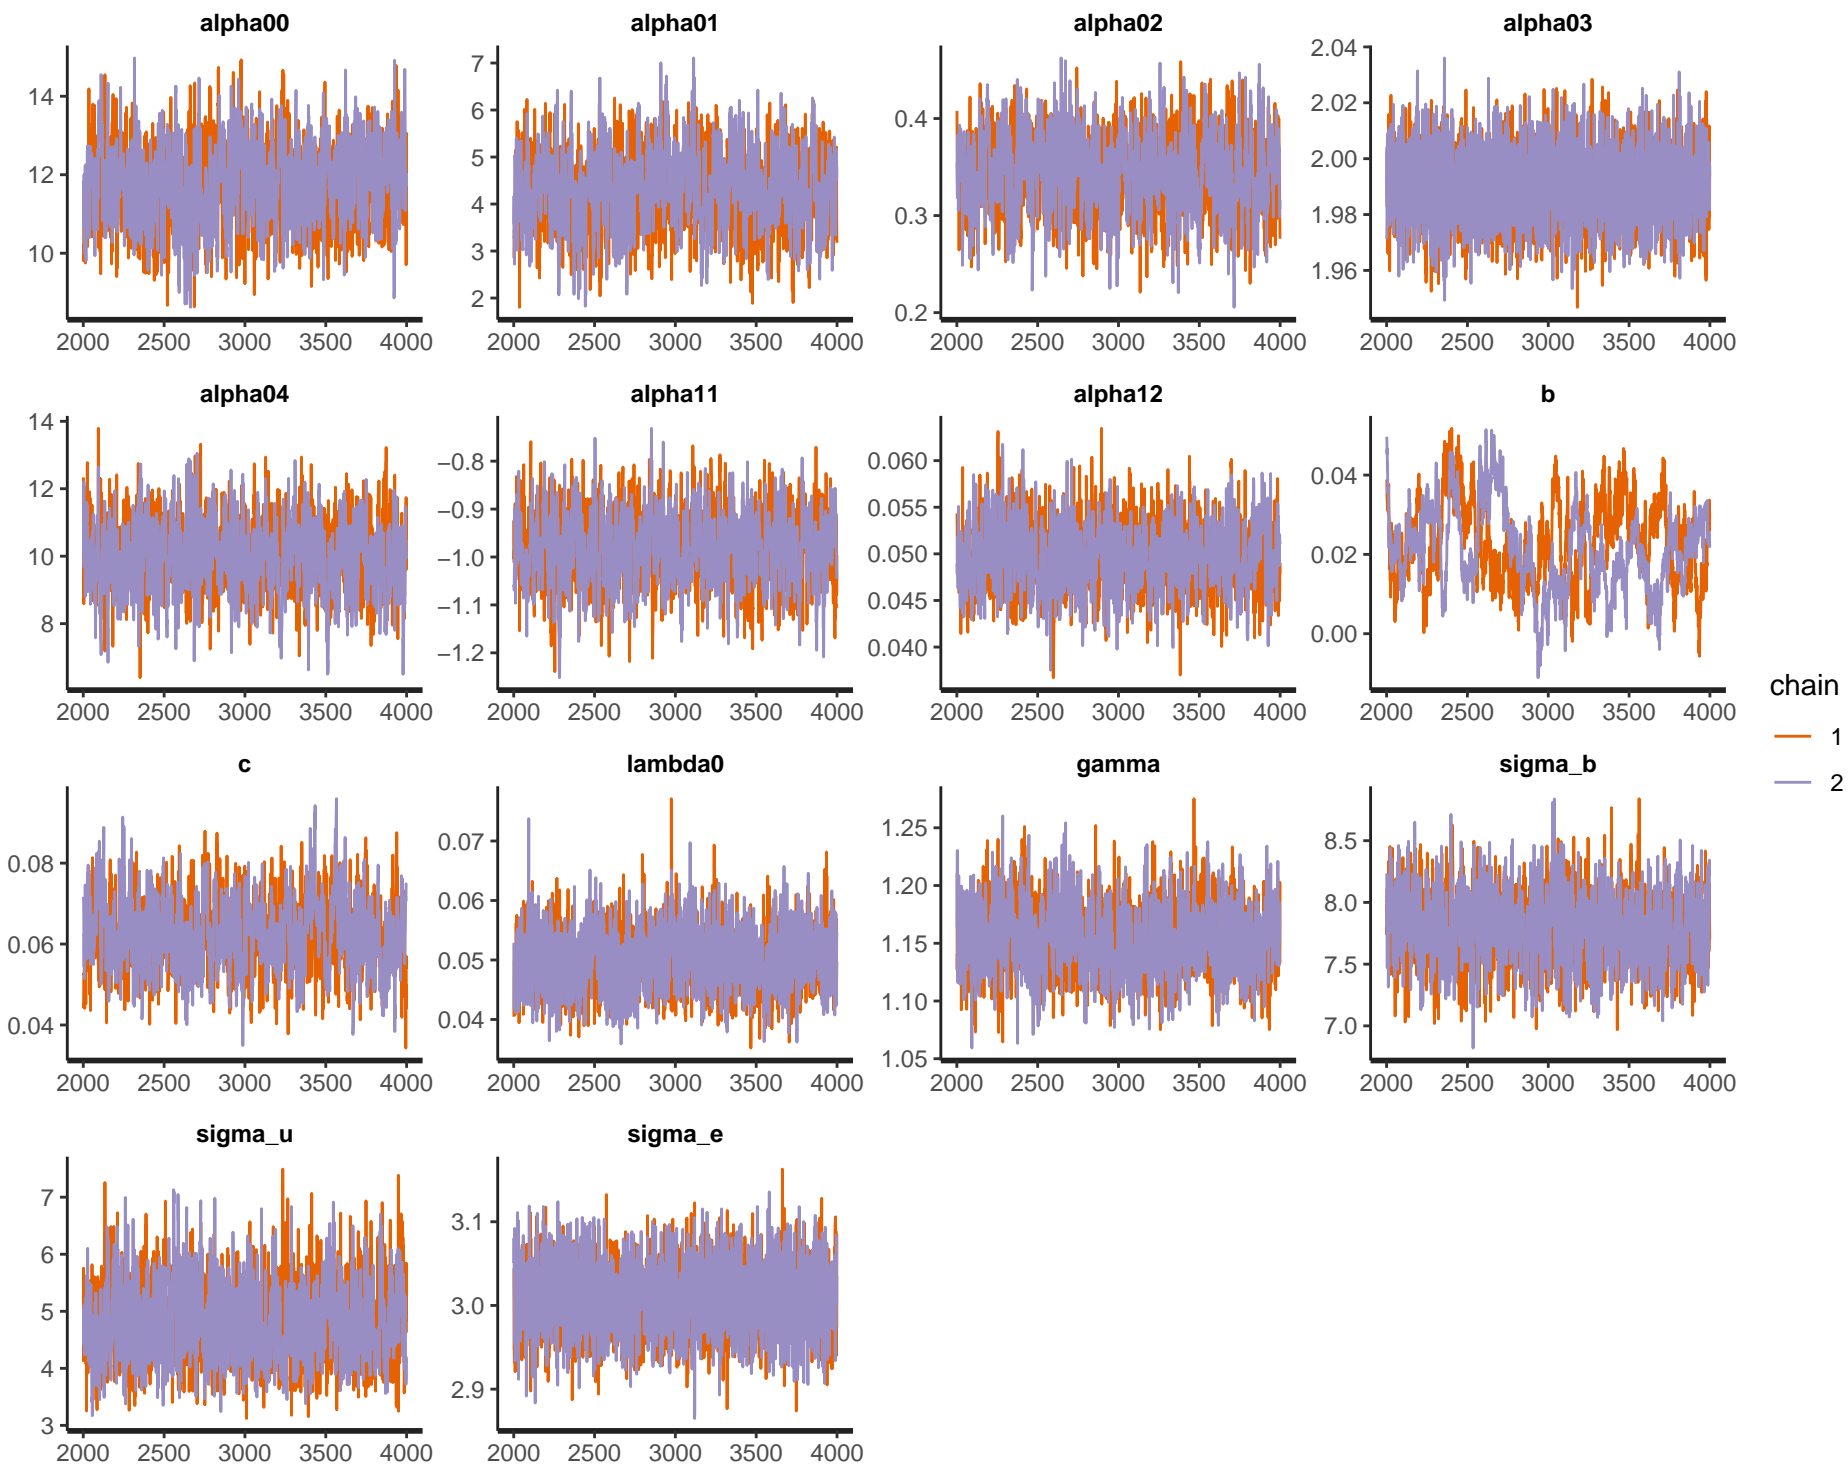 alpha00 alpha01 alpha02 alpha03
14 12 10
7 6 5 4 3 2
0.4 0.3 0.2
2.04 2.02 2.00 1.98 1.96
2000 2500 3000 3500 4000 2000 2500 3000 3500 4000 2000 2500 3000 3500 4000 2000 2500 3000 3500 4000
alpha04 alpha11 alpha12 b
14 12 10 8
−0.8 −0.9 −1.0 −1.1 −1.2
0.060 0.055 0.050 0.045 0.040
0.04 0.02 0.00
2000 2500 3000 3500 4000 2000 2500 3000 3500 4000 2000 2500 3000 3500 4000 2000 2500 3000 3500 4000
c lambda0 gamma sigma_b
0.08 0.06 0.04
0.07 0.06 0.05 0.04
1.25 1.20 1.15 1.10 1.05
8.5 8.0 7.5 7.0
2000 2500 3000 3500 4000 2000 2500 3000 3500 4000 2000 2500 3000 3500 4000 2000 2500 3000 3500 4000
sigma_u sigma_e
7 6 5 4 3
3.1 3.0 2.9
2000 2500 3000 3500 4000 2000 2500 3000 3500 4000
chain
1
2